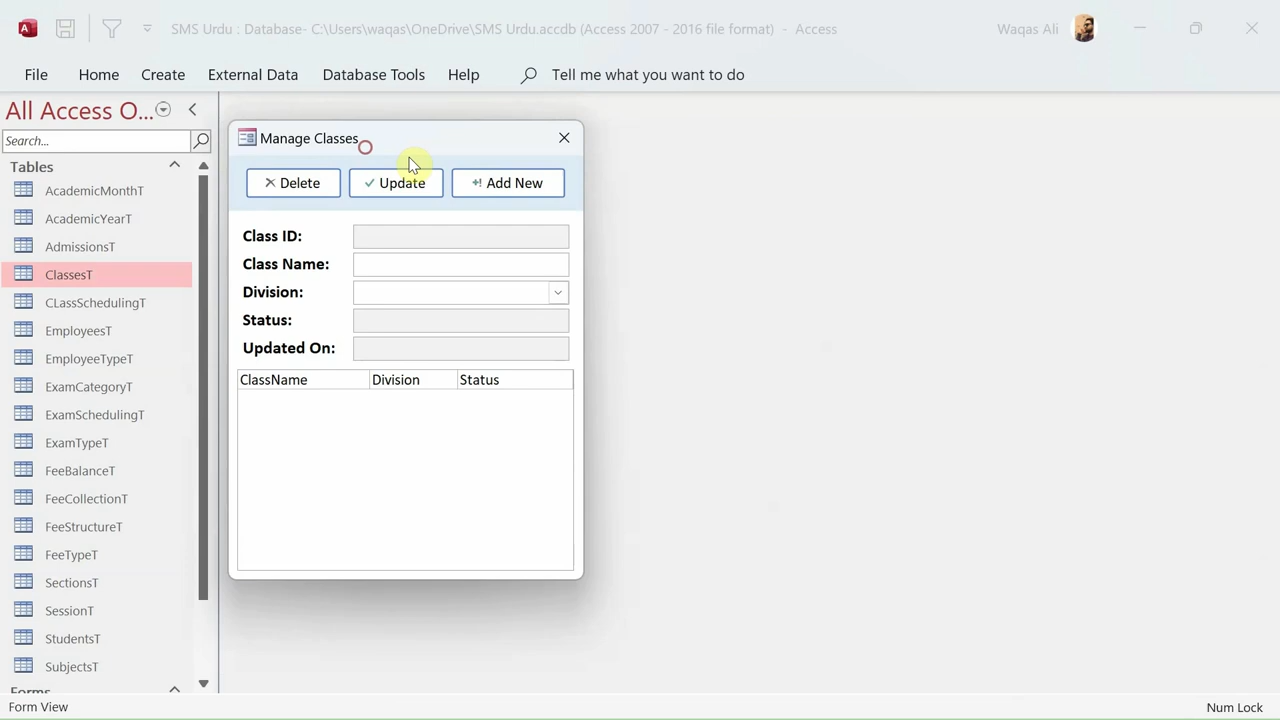 SMS Urdu : Database- C:\Users\waqas\OneDrive\SMS Urdu.accdb (Access 2007 - 2016 file format) - Access
Waqas Ali
File Home Create External Data Database Tools Help Tell me what you want to do
All Access O...
Search...
Tables
AcademicMonthT
AcademicYearT
AdmissionsT
ClassesT
CLassSchedulingT
EmployeesT
EmployeeTypeT
ExamCategoryT
ExamSchedulingT
ExamTypeT
FeeBalanceT
FeeCollectionT
FeeStructureT
FeeTypeT
SectionsT
SessionT
StudentsT
SubjectsT
Forms
Manage Classes
Delete Update Add New
Class ID:
Class Name:
Division:
Status:
Updated On:
ClassName Division Status
Form View
Num Lock